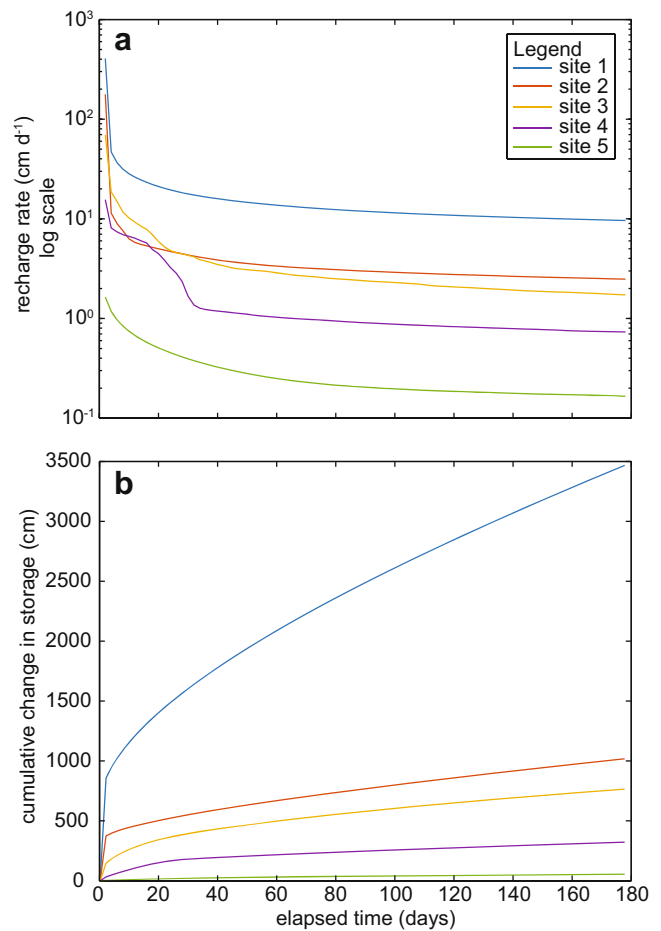 a
Legend
site 1
site 2
site 3
site 4
site 5
10³
10²
10¹
10⁰
10⁻¹
recharge rate (cm d⁻¹)
log scale
b
3500
3000
2500
2000
1500
1000
500
0
cumulative change in storage (cm)
0 20 40 60 80 100 120 140 160 180
elapsed time (days)